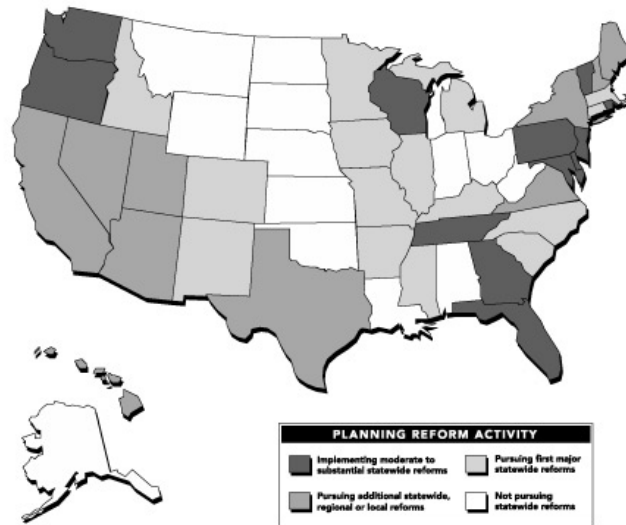 PLANNING REFORM ACTIVITY
Implementing moderate to
substantial statewide reforms
Pursuing additional statewide,
regional or local reforms
Pursuing first major
statewide reforms
Not pursuing
statewide reforms